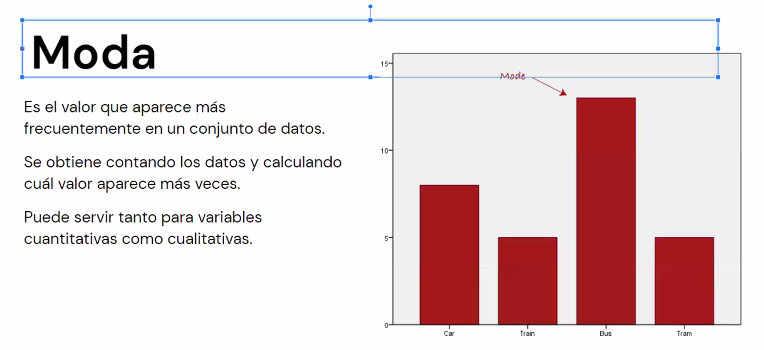 Moda
Es el valor que aparece más
frecuentemente en un conjunto de datos.
Se obtiene contando los datos y calculando
cuál valor aparece más veces.
Puede servir tanto para variables
cuantitativas como cualitativas.
15
Mode
10
5
0
Car Train Bus Tram